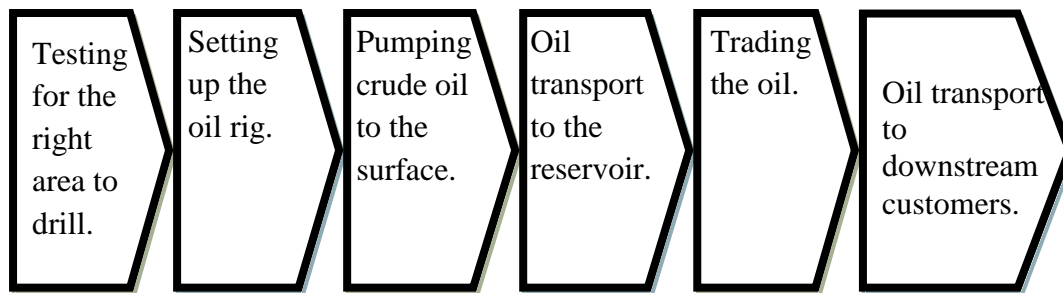 Testing
for the
right
area to
drill.
Setting
up the
oil rig.
Pumping
crude oil
to the
surface.
Oil
transport
to the
reservoir.
Trading
the oil.
Oil transport
to
downstream
customers.